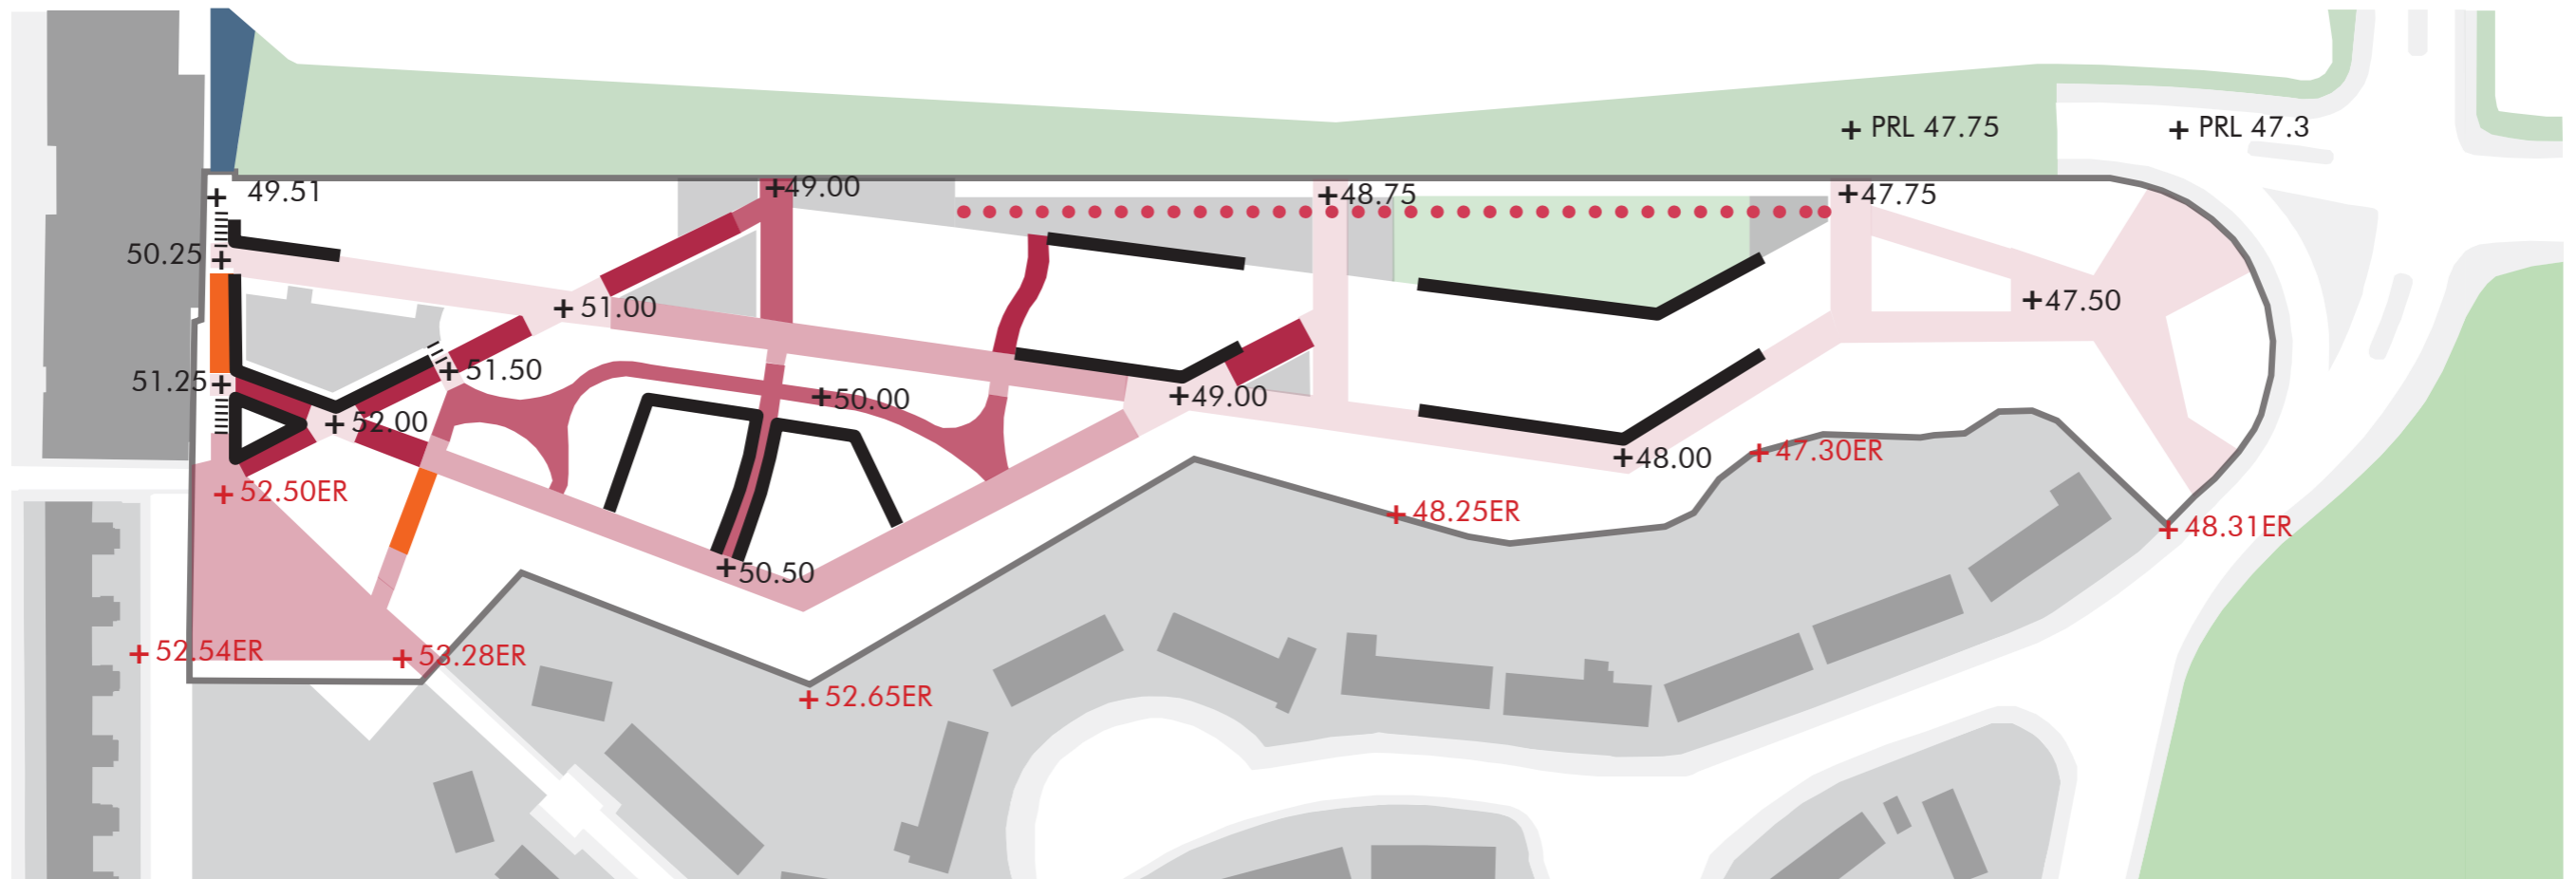 + PRL 47.75
+ PRL 47.3
+ 49.51
+49.00
+48.75
+47.75
50.25 +
+ 51.00
+47.50
51.25 +
+51.50
+ 50.00
+49.00
+52.00
+48.00
+ 47.30ER
+ 52.50ER
+ 48.25ER
+ 48.31ER
+50.50
+ 52.54ER
+ 53.28ER
+ 52.65ER